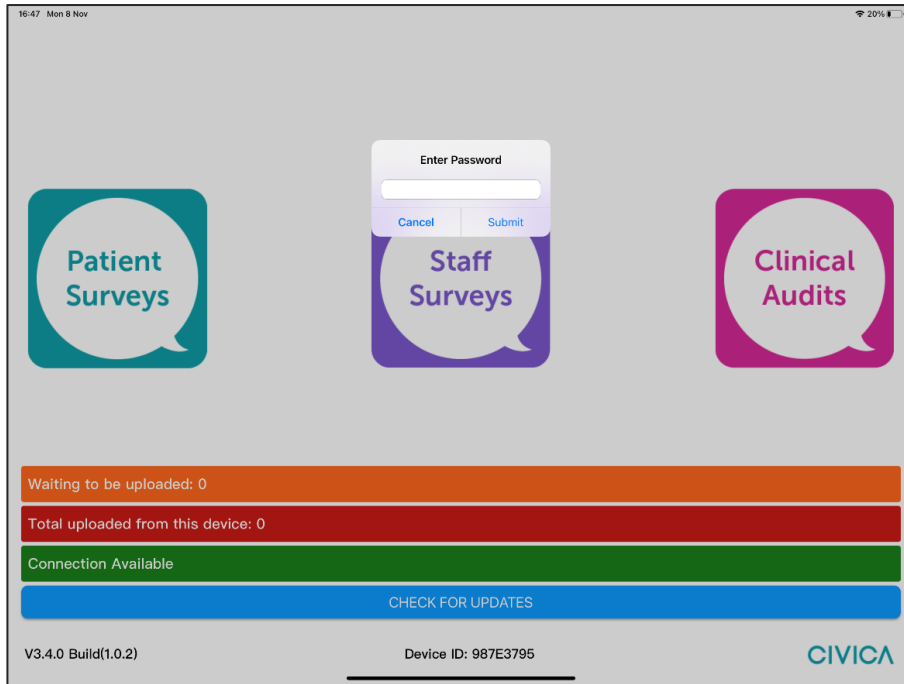 16:47 Mon 8 Nov
20%
Enter Password
Cancel Submit
Patient
Surveys
Staff
Surveys
Clinical
Audits
Waiting to be uploaded: 0
Total uploaded from this device: 0
Connection Available
CHECK FOR UPDATES
V3.4.0 Build(1.0.2)
Device ID: 987E3795
CIVICA